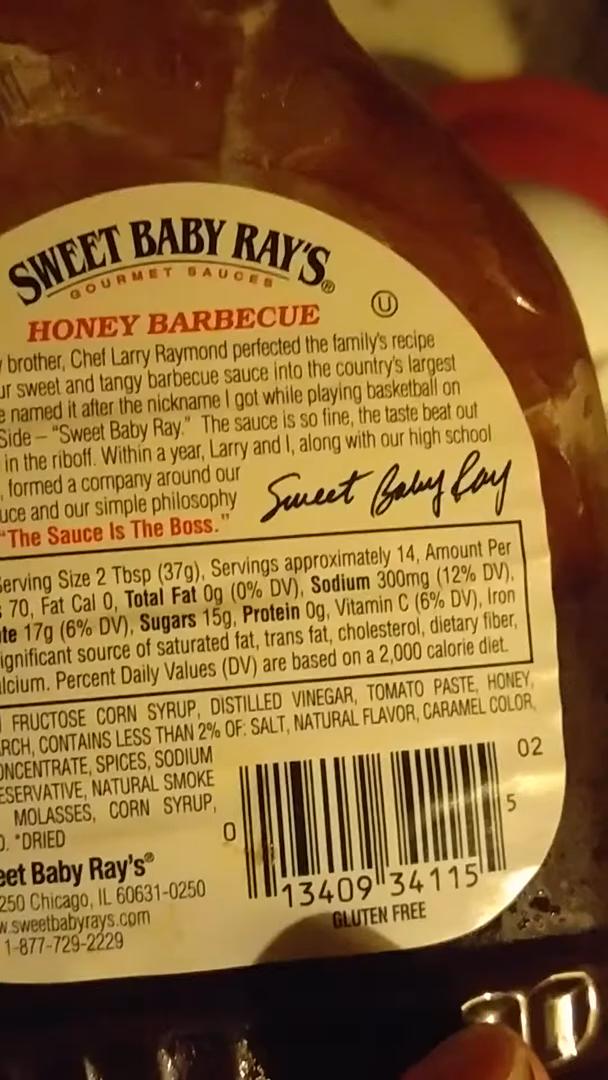 SWEET BABY RAY'S®
GOURMET SAUCES
HONEY BARBECUE
U
brother, Chef Larry Raymond perfected the family's recipe
sweet and tangy barbecue sauce into the country's largest
named it after the nickname I got while playing basketball on
Side – "Sweet Baby Ray." The sauce is so fine, the taste beat out
in the riboff. Within a year, Larry and I, along with our high school
, formed a company around our
and our simple philosophy
"The Sauce Is The Boss."
Sweet Baby Ray
Serving Size 2 Tbsp (37g), Servings approximately 14, Amount Per
70, Fat Cal 0, Total Fat 0g (0% DV), Sodium 300mg (12% DV),
17g (6% DV), Sugars 15g, Protein 0g, Vitamin C (6% DV), Iron
significant source of saturated fat, trans fat, cholesterol, dietary fiber,
Percent Daily Values (DV) are based on a 2,000 calorie diet.
FRUCTOSE CORN SYRUP, DISTILLED VINEGAR, TOMATO PASTE, HONEY,
CONTAINS LESS THAN 2% OF: SALT, NATURAL FLAVOR, CARAMEL COLOR,
SPICES, SODIUM
NATURAL SMOKE
MOLASSES, CORN SYRUP,
*DRIED
Baby Ray's®
250 Chicago, IL 60631-0250
.sweetbabyrays.com
1-877-729-2229
02
0 13409 34115 5
GLUTEN FREE